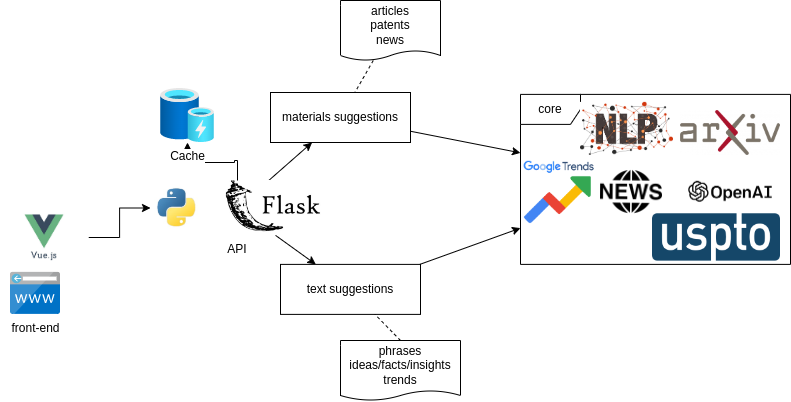 articles
patents
news
materials suggestions
core
NLP
arXiv
Cache
Google Trends
NEWS
OpenAI
Flask
uspto
Vue.js
API
WWW
text suggestions
front-end
phrases
ideas/facts/insights
trends